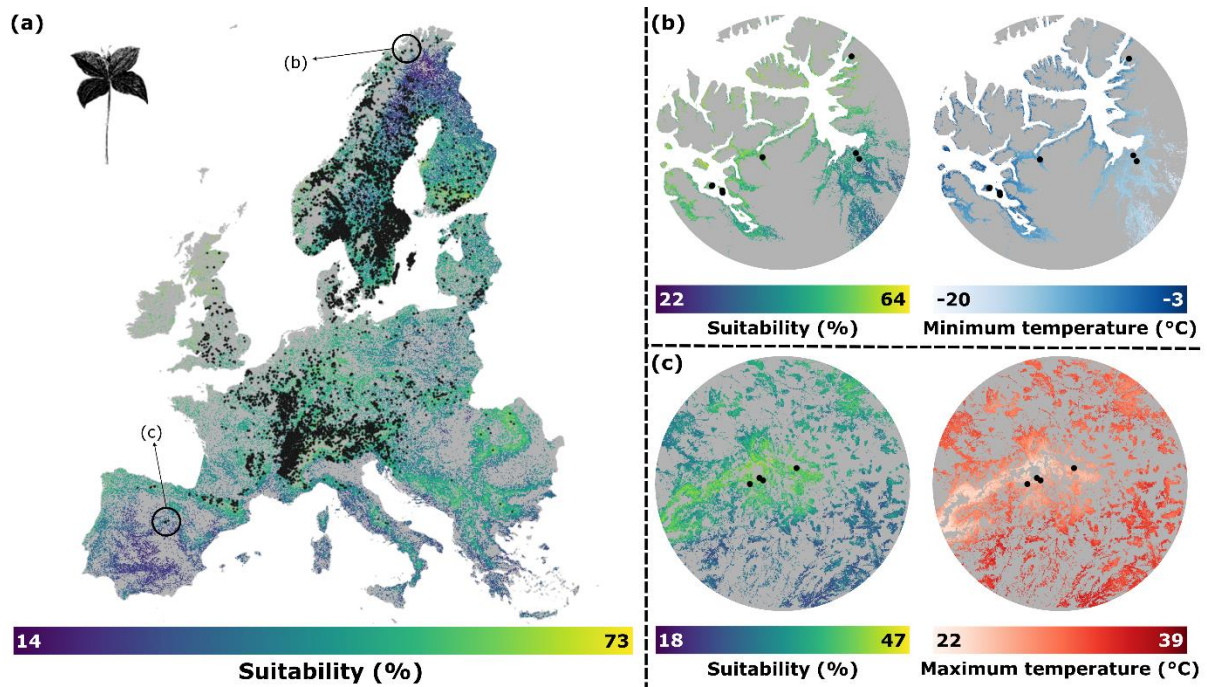 (a)
(b)
(c)
14 73
Suitability (%)
(b)
22 64
Suitability (%)
-20 -3
Minimum temperature (°C)
(c)
18 47
Suitability (%)
22 39
Maximum temperature (°C)